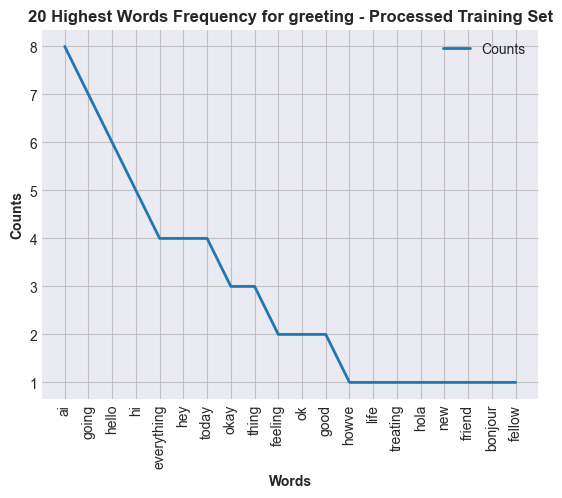 20 Highest Words Frequency for greeting - Processed Training Set
Counts
8
7
6
5
4
3
2
1
Counts
ai
going
hello
hi
everything
hey
today
okay
thing
feeling
ok
good
howve
life
treating
hola
new
friend
bonjour
fellow
Words